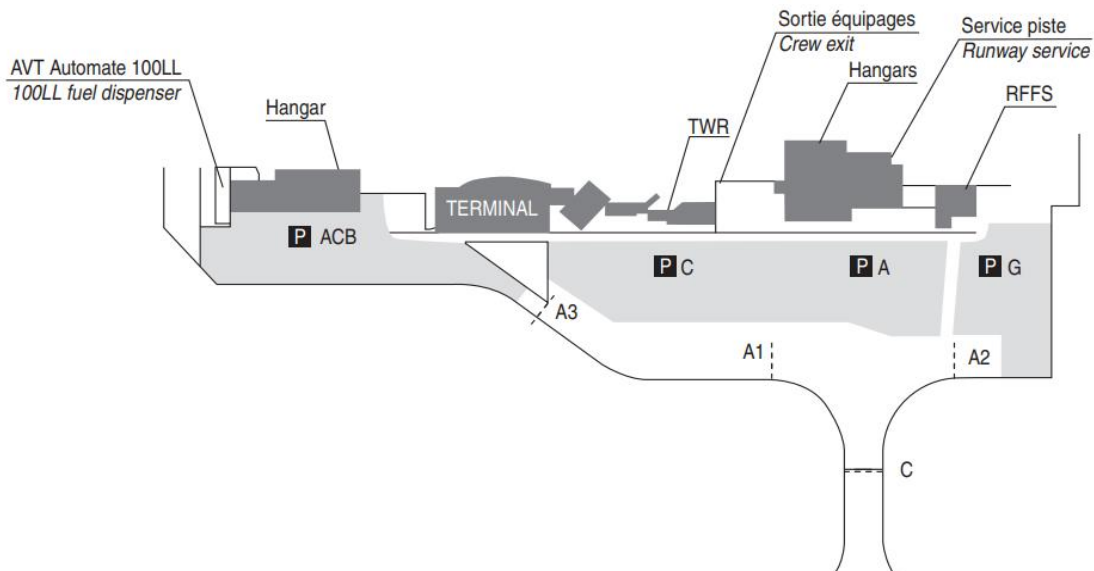 Sortie équipages
Crew exit
Service piste
Runway service
AVT Automate 100LL
100LL fuel dispenser
Hangars
RFFS
Hangar
TWR
TERMINAL
P ACB
P C
P A
P G
A3
A1
A2
C